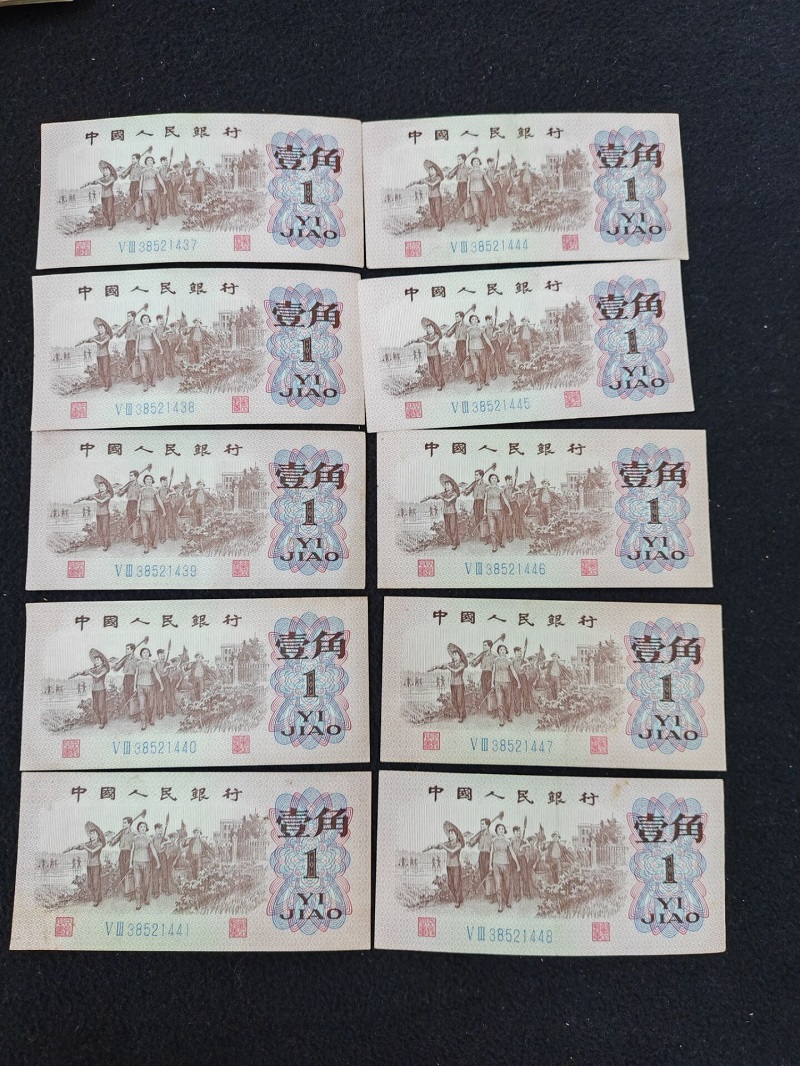 中國人民銀行
壹角
1
YI
JIAO
V III 38521437
中國人民銀行
壹角
1
YI
JIAO
V III 38521438
中國人民銀行
壹角
1
YI
JIAO
V III 38521439
中國人民銀行
壹角
1
YI
JIAO
V III 38521440
中國人民銀行
壹角
1
YI
JIAO
V III 38521441
中國人民銀行
壹角
1
YI
JIAO
V III 38521444
中國人民銀行
壹角
1
YI
JIAO
V III 38521445
中國人民銀行
壹角
1
YI
JIAO
V III 38521446
中國人民銀行
壹角
1
YI
JIAO
V III 38521447
中國人民銀行
壹角
1
YI
JIAO
V III 38521448